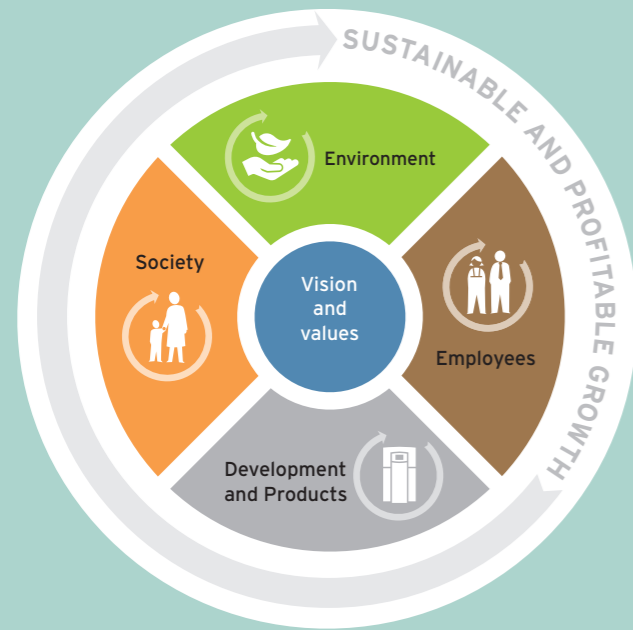 SUSTAINABLE AND PROFITABLE GROWTH
Environment
Society
Vision
and
values
Employees
Development
and Products